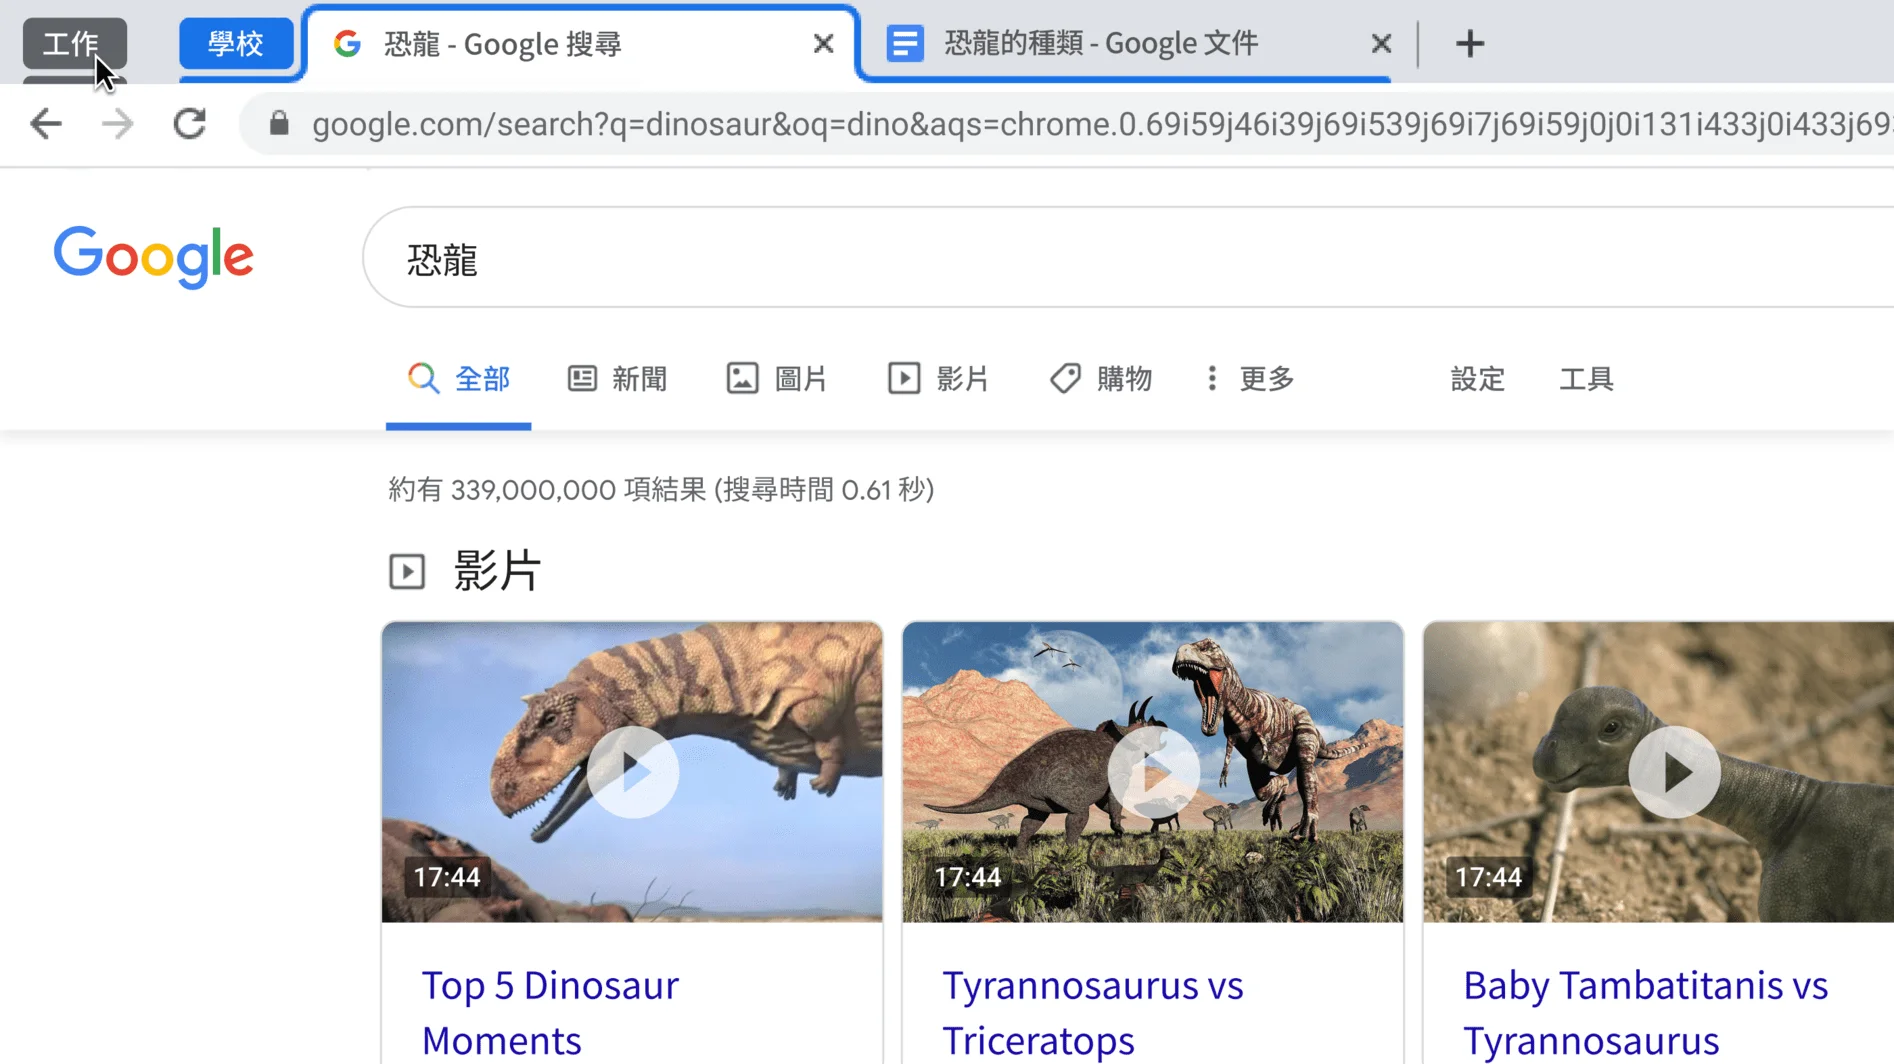 工作 學校 恐龍 - Google 搜尋 恐龍的種類 - Google 文件
google.com/search?q=dinosaur&oq=dino&aqs=chrome.0.69i59j46i39j69i539j69i7j69i59j0j0i131i433j0i433j69
Google 恐龍
全部 新聞 圖片 影片 購物 更多 設定 工具
約有 339,000,000 項結果 (搜尋時間 0.61 秒)
影片
17:44 17:44 17:44
Top 5 Dinosaur
Moments
Tyrannosaurus vs
Triceratops
Baby Tambatitanis vs
Tyrannosaurus